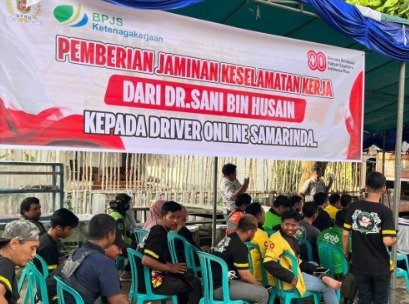 BPJS
Ketenagakerjaan
PEMBERIAN JAMINAN KESELAMATAN KERJA
DARI DR.SANI BIN HUSAIN
KEPADA DRIVER ONLINE SAMARINDA.